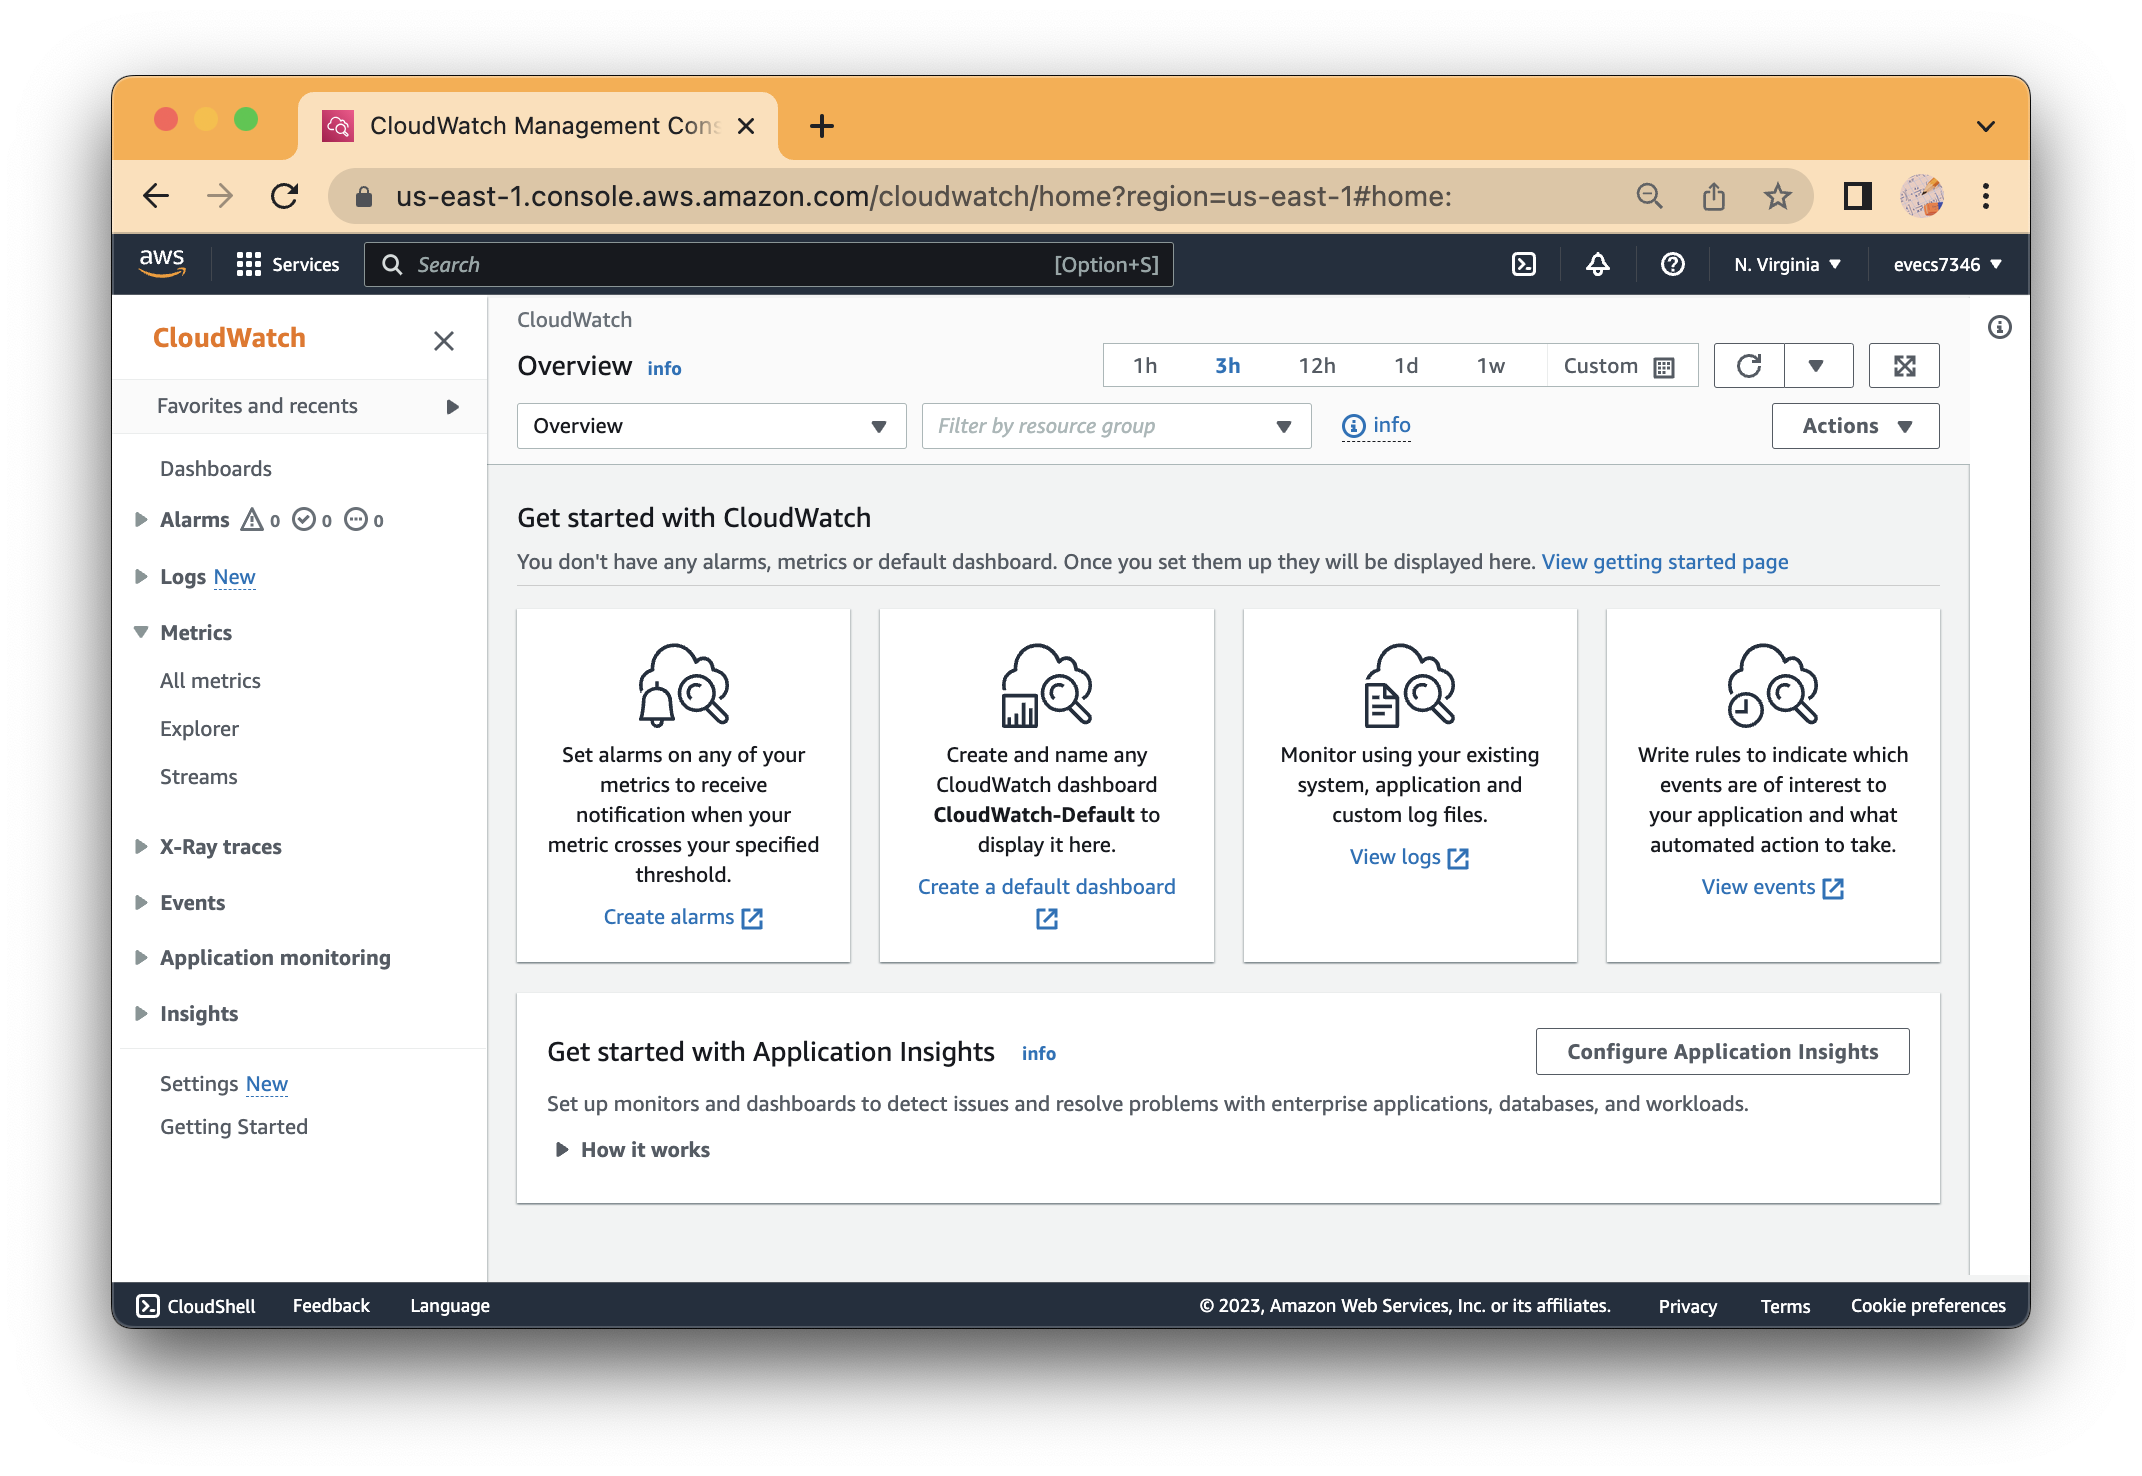 CloudWatch Management Cons
us-east-1.console.aws.amazon.com/cloudwatch/home?region=us-east-1#home:
aws
Services
Search
[Option+S]
N. Virginia
evecs7346
CloudWatch
Favorites and recents
Dashboards
Alarms 0 0 0
Logs New
Metrics
All metrics
Explorer
Streams
X-Ray traces
Events
Application monitoring
Insights
Settings New
Getting Started
CloudWatch
Overview info
1h 3h 12h 1d 1w Custom
Overview
Filter by resource group
info
Actions
Get started with CloudWatch
You don't have any alarms, metrics or default dashboard. Once you set them up they will be displayed here. View getting started page
Set alarms on any of your
metrics to receive
notification when your
metric crosses your specified
threshold.
Create alarms
Create and name any
CloudWatch dashboard
CloudWatch-Default to
display it here.
Create a default dashboard
Monitor using your existing
system, application and
custom log files.
View logs
Write rules to indicate which
events are of interest to
your application and what
automated action to take.
View events
Get started with Application Insights info
Configure Application Insights
Set up monitors and dashboards to detect issues and resolve problems with enterprise applications, databases, and workloads.
How it works
CloudShell
Feedback
Language
© 2023, Amazon Web Services, Inc. or its affiliates.
Privacy
Terms
Cookie preferences